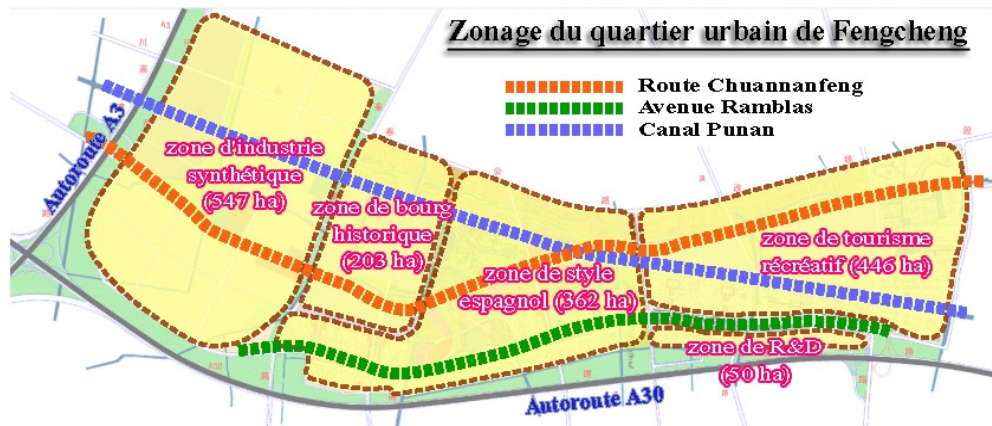 Zonage du quartier urbain de Fengcheng
Route Chuannanfeng
Avenue Ramblas
Canal Punan
Autoroute A3
zone d'industrie
synthétique
(547 ha)
zone de bourg
historique
(203 ha)
zone de style
espagnol (362 ha)
zone de tourisme
récréatif (446 ha)
zone de R&D
(50 ha)
A30
Autoroute A30